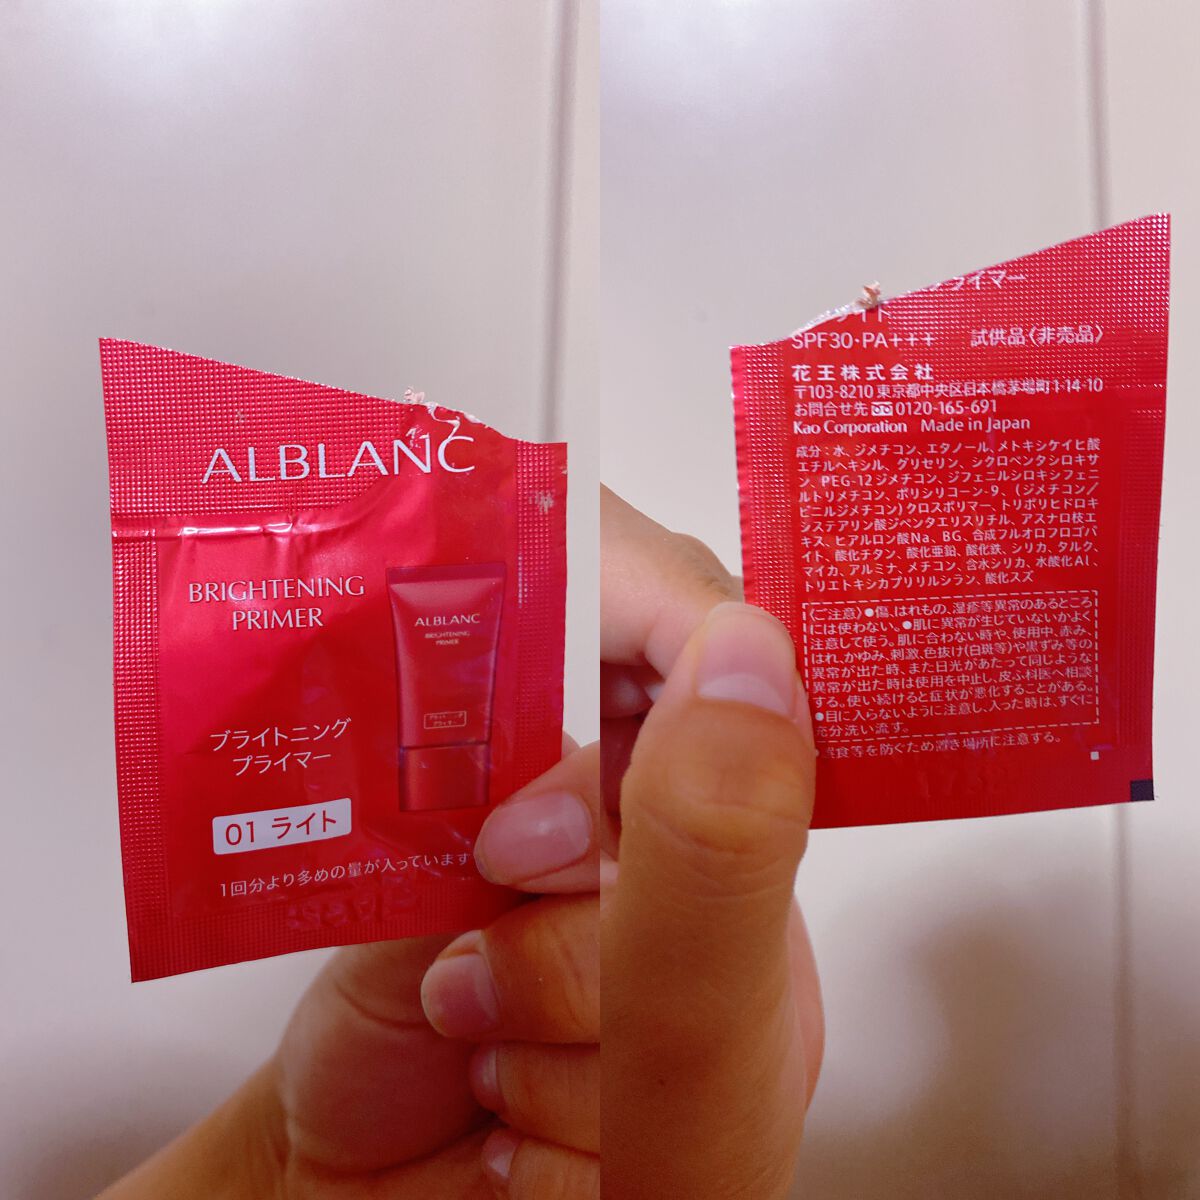 ALBLANC
BRIGHTENING
PRIMER
ALBLANC
BRIGHTENING
PRIMER
ブライトニング
プライマー
ブライトニング
プライマー
01 ライト
1回分より多めの量が入っています
プライマー
ライト
SPF30・PA+++ 試供品〈非売品〉
花王株式会社
〒103-8210 東京都中央区日本橋茅場町1-14-10
お問合せ先 0120-165-691
Kao Corporation Made in Japan
成分：水、ジメチコン、エタノール、メトキシケイヒ酸
エチルヘキシル、グリセリン、シクロペンタシロキサ
ン、PEG-12ジメチコン、ジフェニルシロキシフェニ
ルトリメチコン、ポリシリコーン-9、（ジメチコン/
ビニルジメチコン）クロスポリマー、トリポリヒドロキ
システアリン酸ジペンタエリスリチル、アスナロ枝エ
キス、ヒアルロン酸Na、BG、合成フルオロフロゴパ
イト、酸化チタン、酸化亜鉛、酸化鉄、シリカ、タルク、
マイカ、アルミナ、メチコン、含水シリカ、水酸化Al、
トリエトキシカプリリルシラン、酸化スズ
〈ご注意〉●傷、はれもの、湿疹等異常のあるところ
には使わない。●肌に異常が生じていないかよく
注意して使う。肌に合わない時や、使用中、赤み、
はれ、かゆみ、刺激、色抜け(白斑等)や黒ずみ等の
異常が出た時、また日光があたって同じような
異常が出た時は使用を中止し、皮ふ科医へ相談
する。使い続けると症状が悪化することがある。
●目に入らないように注意し、入った時は、すぐに
充分洗い流す。
誤食等を防ぐため置き場所に注意する。